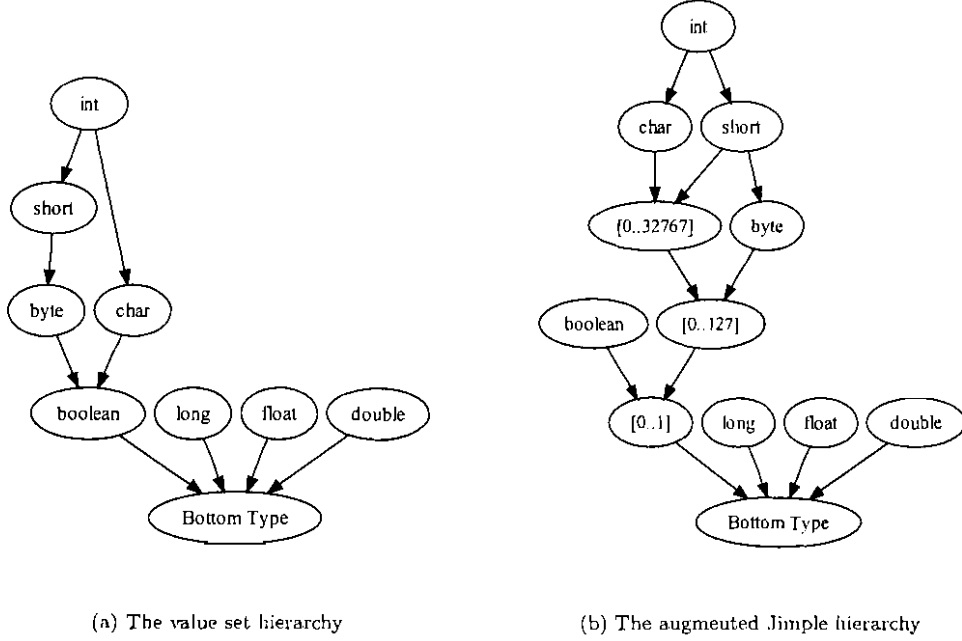 int
short
byte
char
boolean
long
float
double
Bottom Type
(a) The value set hierarchy
int
char
short
[0..32767]
byte
boolean
[0..127]
[0..1]
long
float
double
Bottom Type
(b) The augmeuted Jimple hierarchy